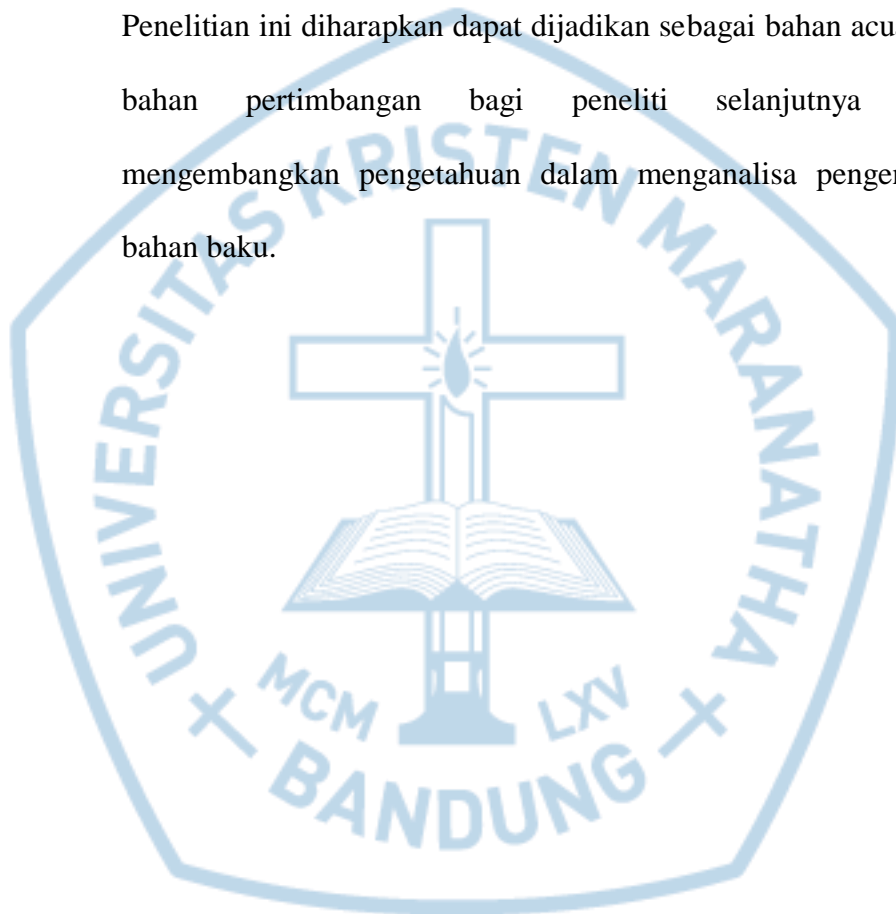 Penelitian ini diharapkan dapat dijadikan sebagai bahan acu
bahan pertimbangan bagi peneliti selanjutnya
mengembangkan pengetahuan dalam menganalisa penger
bahan baku.
UNIVERSITAS KRISTEN MARANATHA
MCM LXV
BANDUNG